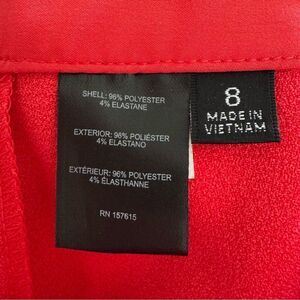 SHELL: 96% POLYESTER
4% ELASTANE
EXTERIOR: 96% POLIÉSTER
4% ELASTANO
EXTÉRIEUR: 96% POLYESTER
4% ÉLASTHANNE
RN 157615
8
MADE IN
VIETNAM